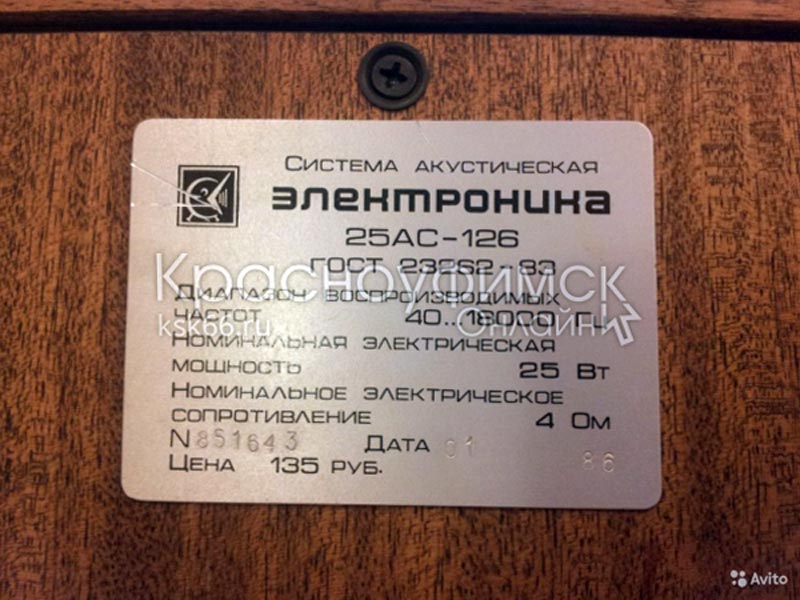 Система акустическая
Электроника
25АС-126
ГОСТ 23262-83
Красноуфимск
Диапазон воспроизводимых
частот 40...18000 Гц
ksk66.ru
Онлайн
Номинальная электрическая
мощность 25 Вт
Номинальное электрическое
сопротивление 4 Ом
N 851643 Дата 01 86
Цена 135 руб.
Avito